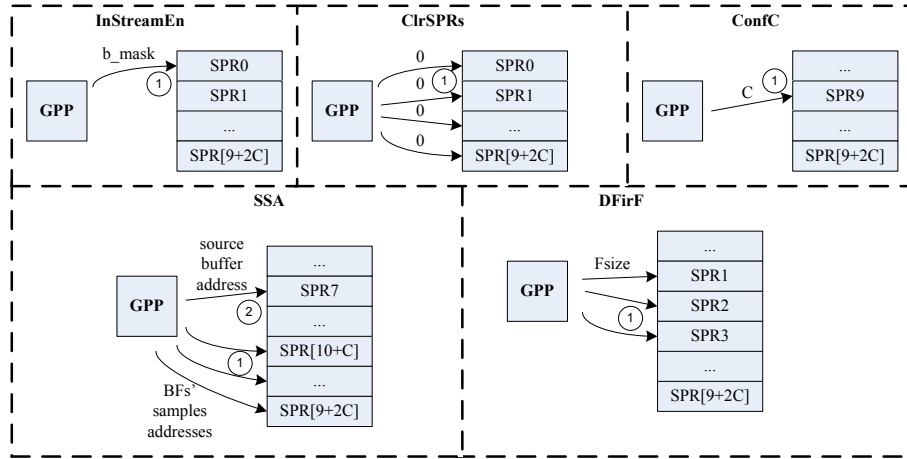 InStreamEn
b_mask
1
GPP
SPR0
SPR1
...
SPR[9+2C]
ClrSPRs
0
0
0
0
1
GPP
SPR0
SPR1
...
SPR[9+2C]
ConfC
1
C
GPP
...
SPR9
...
SPR[9+2C]
SSA
source
buffer
address
2
GPP
1
BFs'
samples
addresses
...
SPR7
...
SPR[10+C]
...
SPR[9+2C]
DFirF
Fsize
1
GPP
...
SPR1
SPR2
SPR3
...
SPR[9+2C]